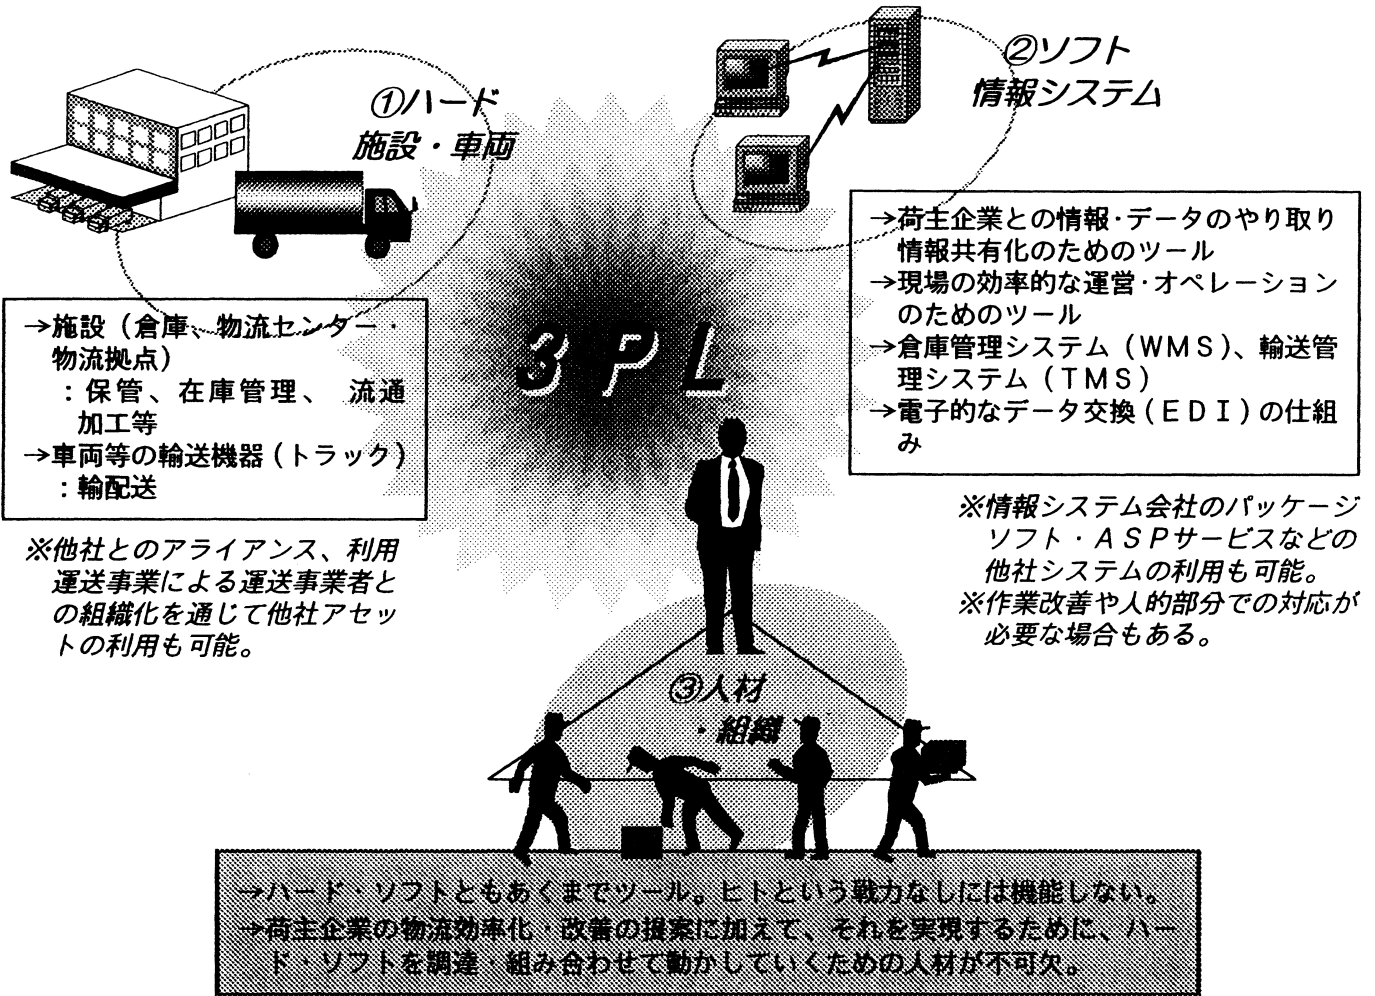 ①ハード
施設・車両
②ソフト
情報システム
→施設（倉庫、物流センター・
物流拠点）
：保管、在庫管理、 流通
加工等
→車両等の輸送機器（トラック）
：輸配送
※他社とのアライアンス、利用
運送事業による運送事業者と
の組織化を通じて他社アセッ
トの利用も可能。
3PL
→荷主企業との情報・データのやり取り
情報共有化のためのツール
→現場の効率的な運営・オペレーション
のためのツール
→倉庫管理システム（WMS）、輸送管
理システム（TMS）
→電子的なデータ交換（EDI）の仕組
み
※情報システム会社のパッケージ
ソフト・ASPサービスなどの
他社システムの利用も可能。
※作業改善や人的部分での対応が
必要な場合もある。
③人材
・組織
→ハード・ソフトともあくまでツール。ヒトという戦力なしには機能しない。
→荷主企業の物流効率化・改善の提案に加えて、それを実現するために、ハー
ド・ソフトを調達・組み合わせて動かしていくための人材が不可欠。